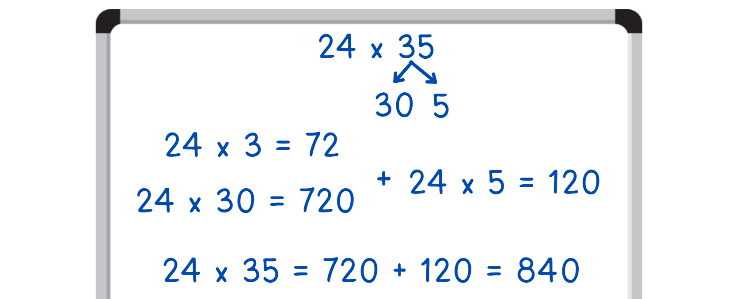 24 x 35
30 5
24 x 3 = 72
24 x 30 = 720
+ 24 x 5 = 120
24 x 35 = 720 + 120 = 840